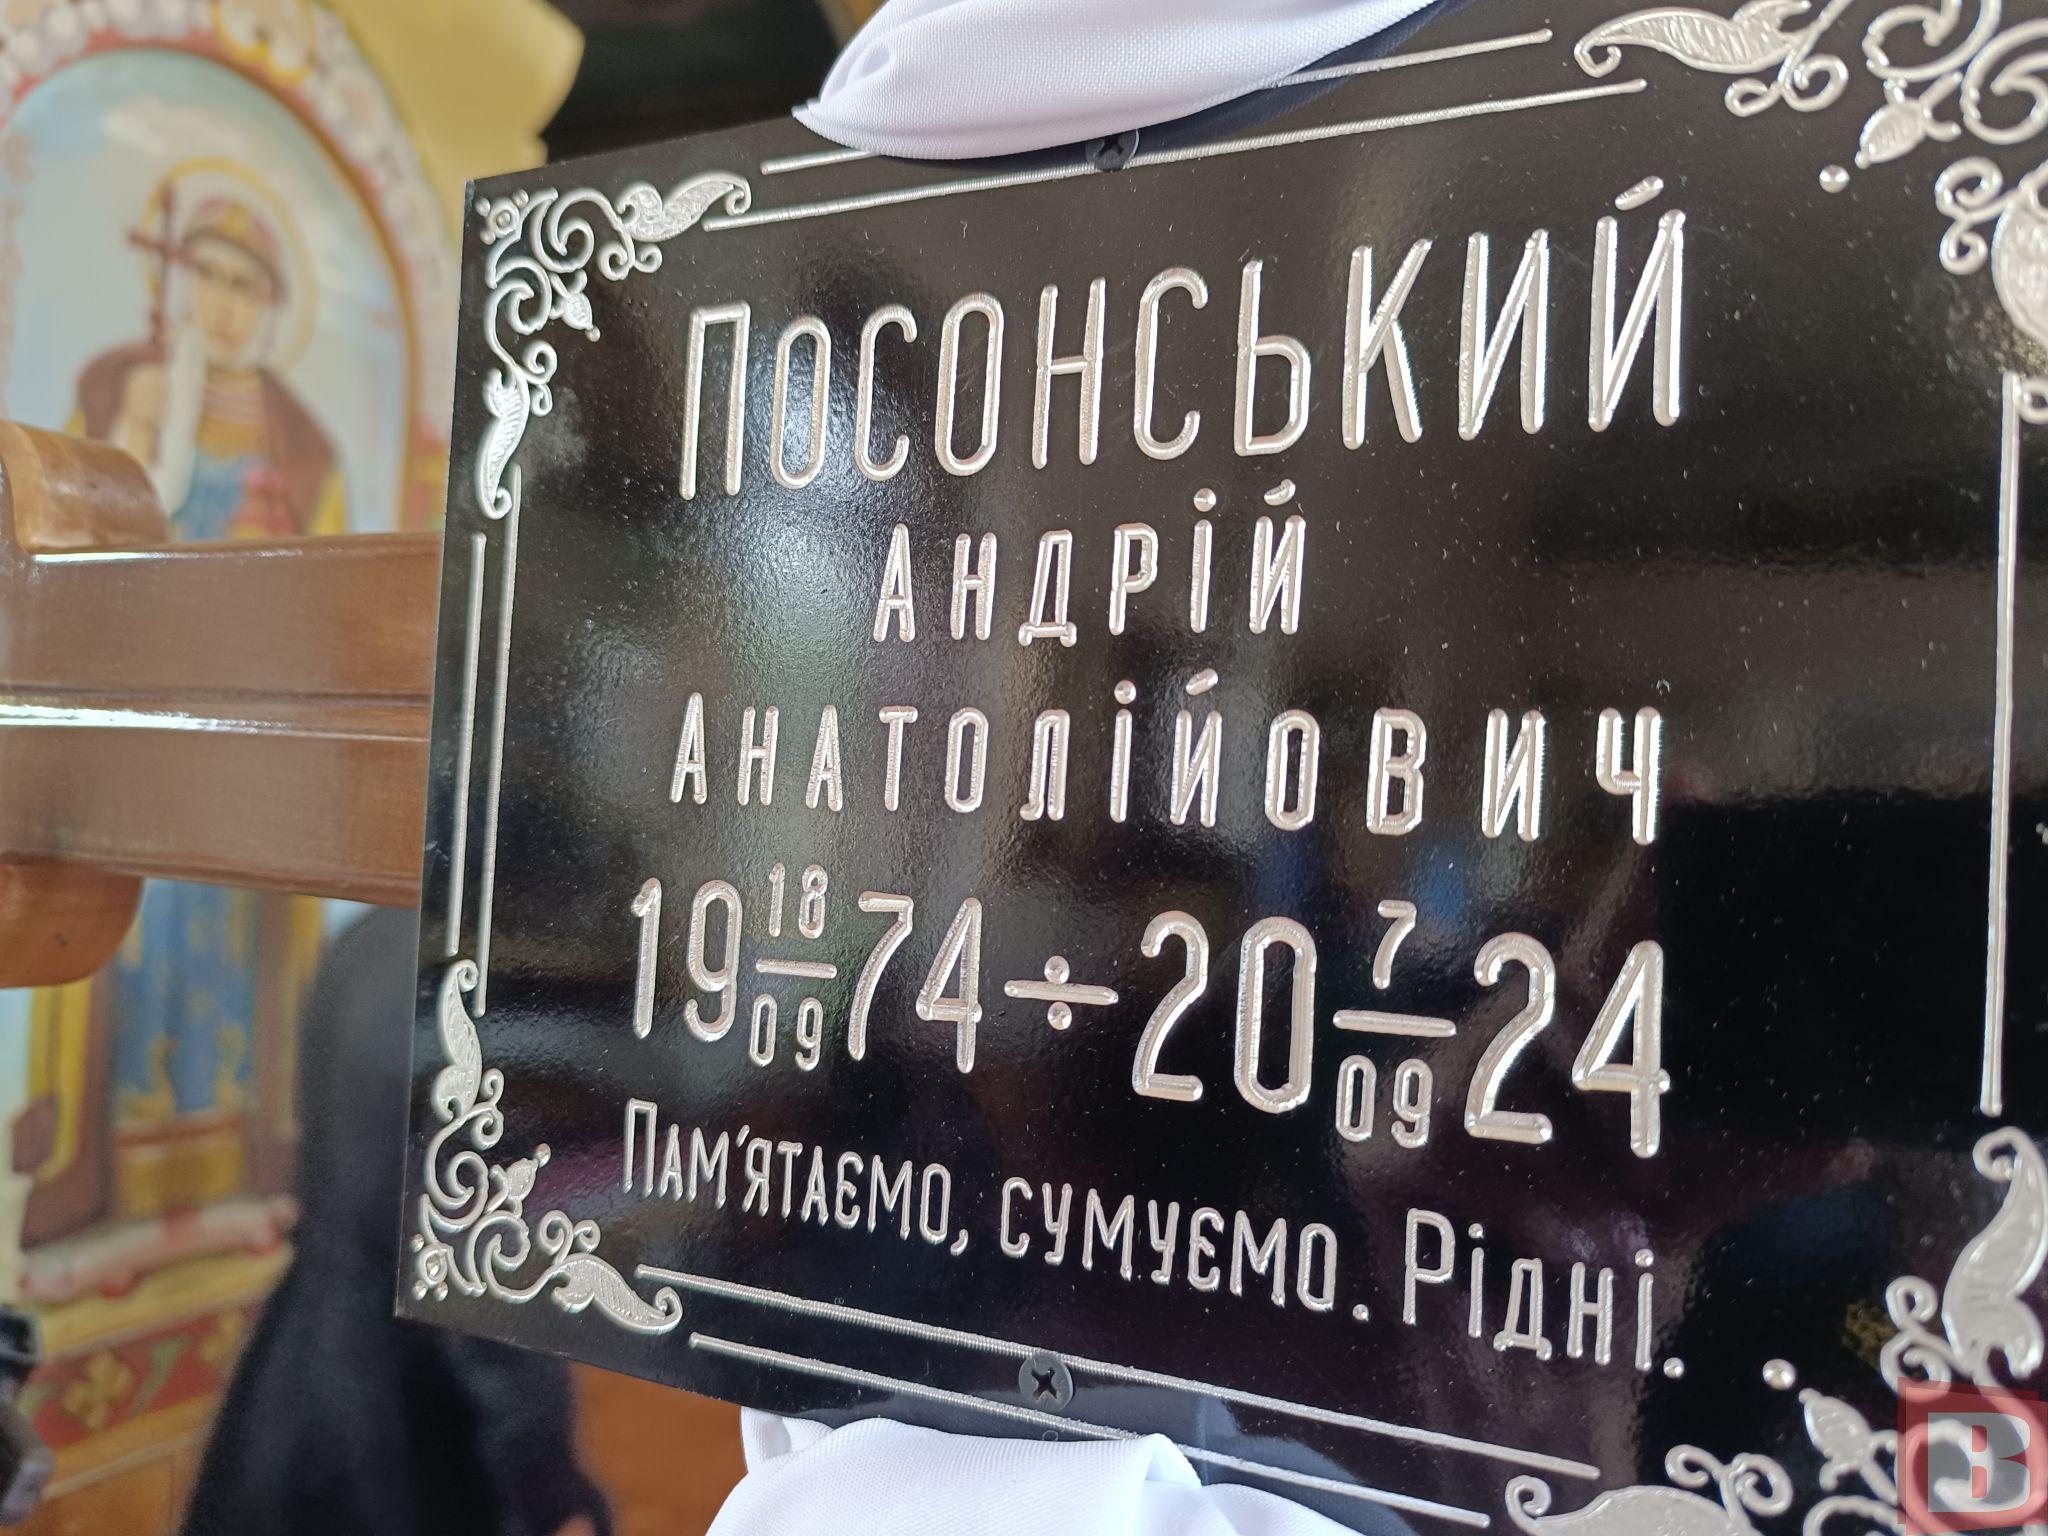 ПОСОНСЬКИЙ
АНДРІЙ
АНАТОЛІЙОВИЧ
19 18/09 74 ÷ 20 7/09 24
ПАМ'ЯТАЄМО, СУМУЄМО. РІДНІ.
В